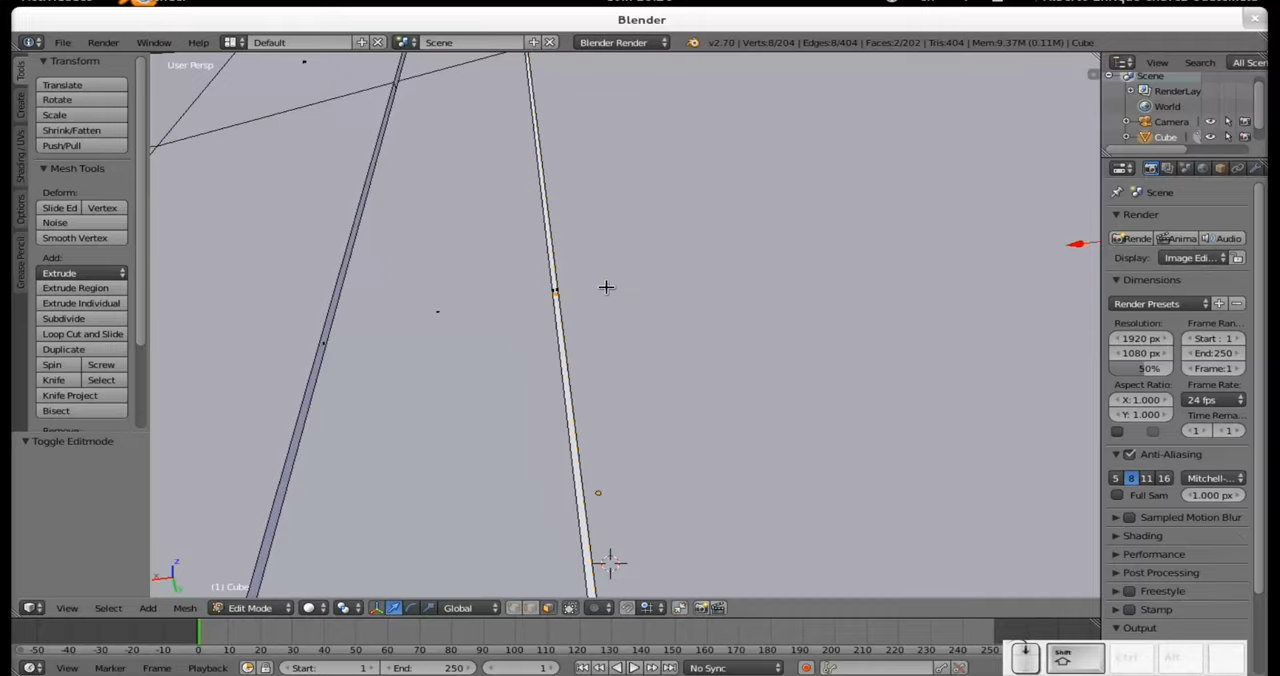 Blender
File Render Window Help Default Scene Blender Render v2.70 | Verts:8/204 | Edges:8/404 | Faces:2/202 | Tris:404 | Mem:9.37M (0.11M) | Cube
Tools
Create
Shading / UVs
Options
Grease Pencil
Transform
Translate
Rotate
Scale
Shrink/Fatten
Push/Pull
Mesh Tools
Deform:
Slide Ed Vertex
Noise
Smooth Vertex
Add:
Extrude
Extrude Region
Extrude Individual
Subdivide
Loop Cut and Slide
Duplicate
Spin Screw
Knife Select
Knife Project
Bisect
Toggle Editmode
User Persp
x z
(1) Cube
View Search All Scen
Scene
RenderLay
World
Camera
Cube
Scene
Render
Rende Anima Audio
Display: Image Edi...
Dimensions
Render Presets
Resolution: Frame Ran...
1920 px Start : 1
1080 px End:250
50% Frame:1
Aspect Ratio: Frame Rate:
X:1.000 24 fps
Y: 1.000 Time Rema...
1 1
Anti-Aliasing
5 8 11 16 Mitchell-...
Full Sam 1.000 px
Sampled Motion Blur
Shading
Performance
Post Processing
Freestyle
Stamp
Output
View Select Add Mesh Edit Mode Global
-50 -40 -30 -20 -10 0 10 20 30 40 50 60 70 80 90 100 110 120 130 140 150 160 170 180 190 200 210 220 230 240 250
View Marker Frame Playback Start: 1 End: 250 1 No Sync
Shift Ctrl Alt